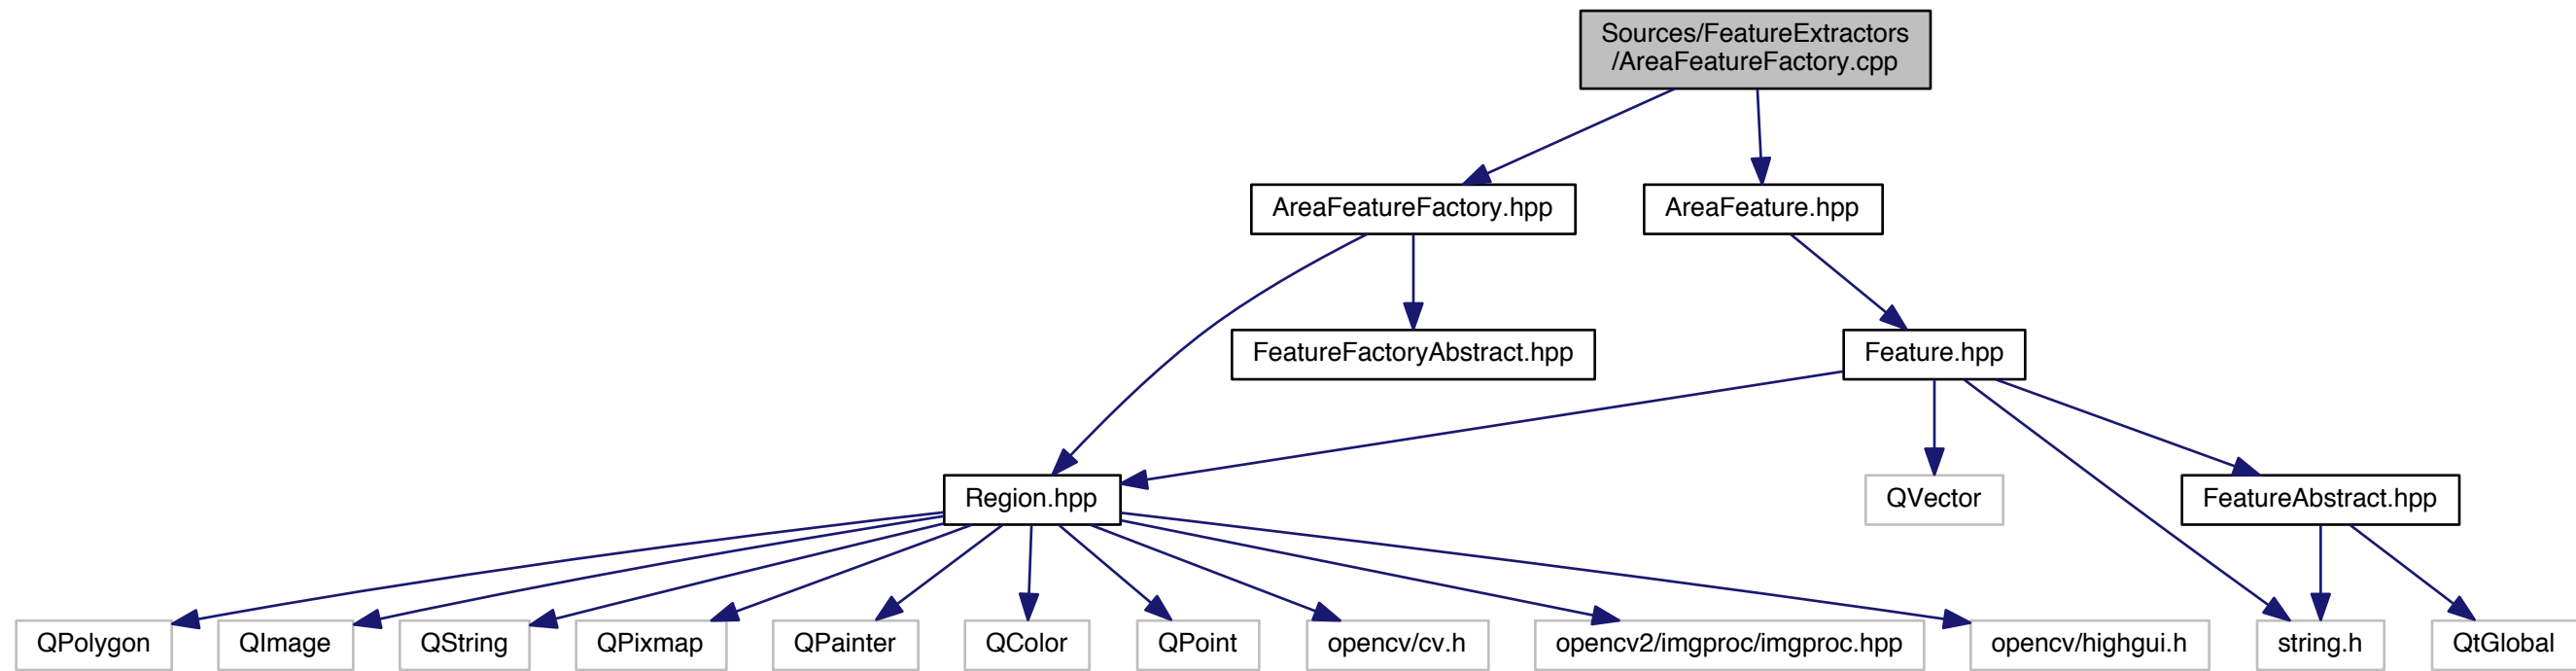 Sources/FeatureExtractors
/AreaFeatureFactory.cpp
AreaFeatureFactory.hpp
AreaFeature.hpp
FeatureFactoryAbstract.hpp
Feature.hpp
Region.hpp
QVector
FeatureAbstract.hpp
QPolygon
QImage
QString
QPixmap
QPainter
QColor
QPoint
opencv/cv.h
opencv2/imgproc/imgproc.hpp
opencv/highgui.h
string.h
QtGlobal